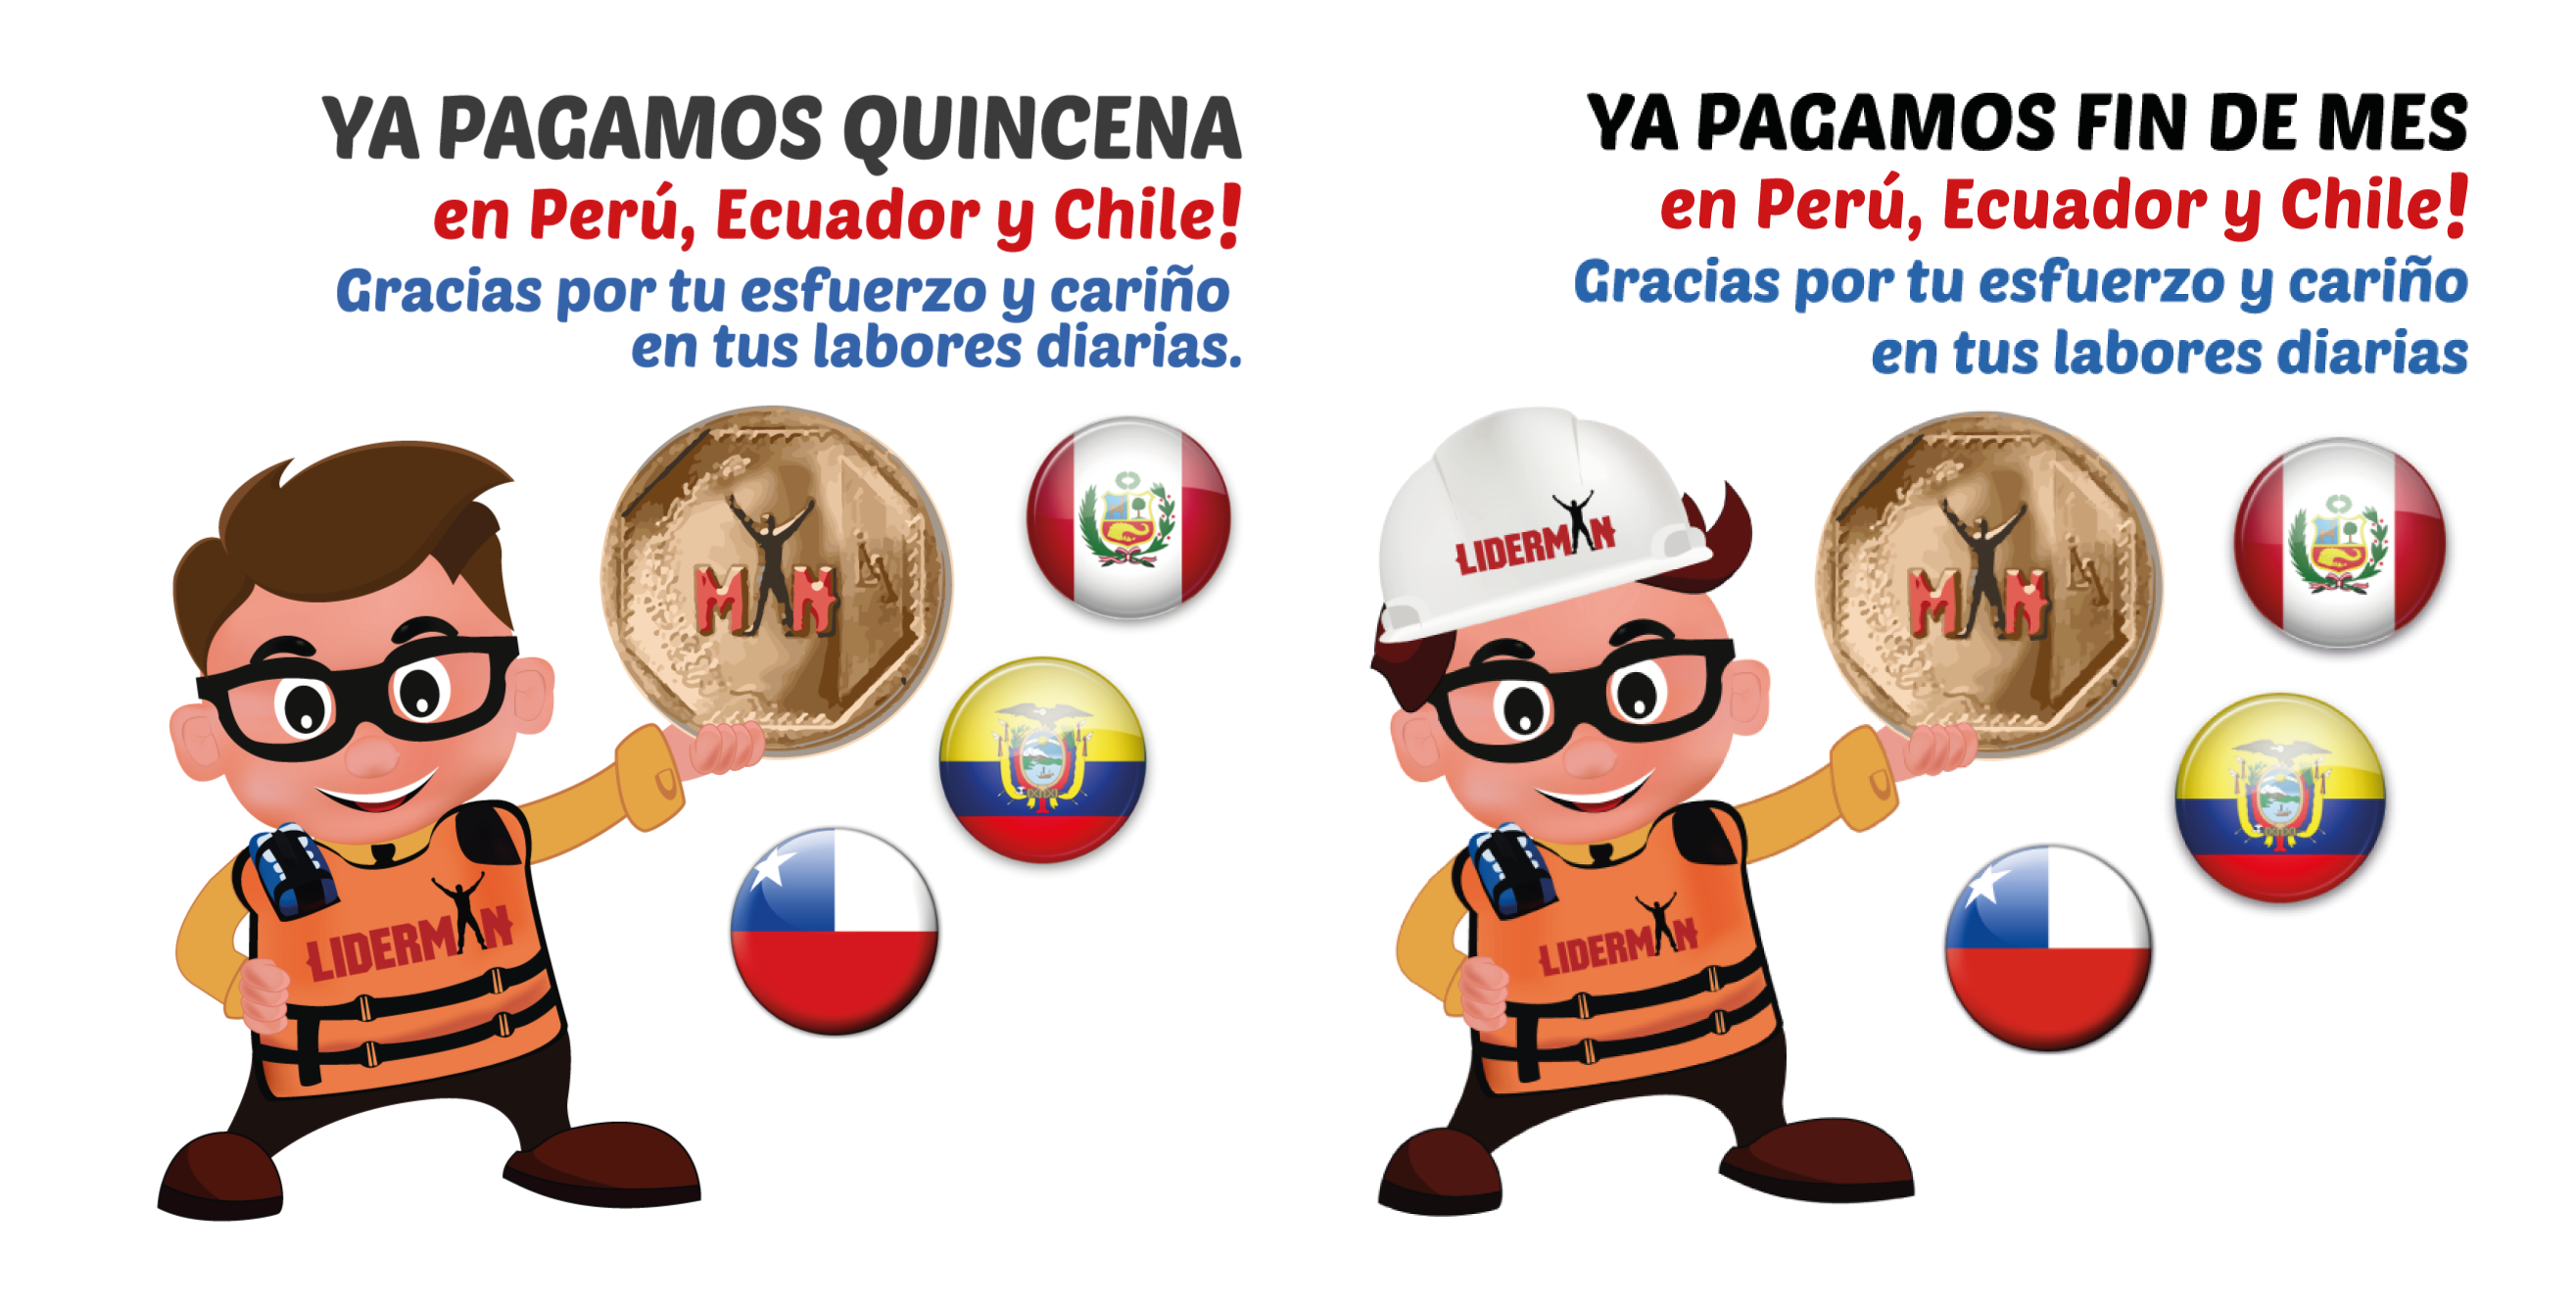 YA PAGAMOS QUINCENA
en Perú, Ecuador y Chile!
Gracias por tu esfuerzo y cariño
en tus labores diarias.
MAN
LIDERMAN
YA PAGAMOS FIN DE MES
en Perú, Ecuador y Chile!
Gracias por tu esfuerzo y cariño
en tus labores diarias
LIDERMAN
MAN
LIDERMAN